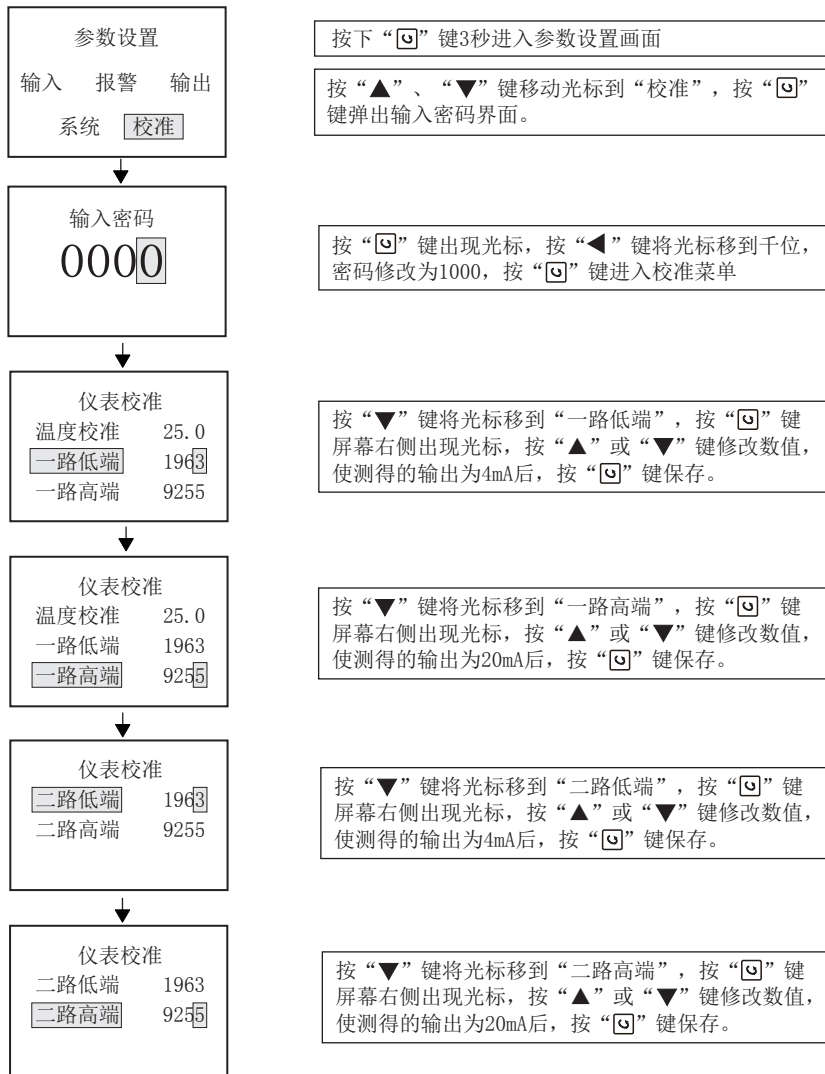 参数设置
输入 报警 输出
系统 校准
按下“↺”键3秒进入参数设置画面
按“▲”、“▼”键移动光标到“校准”，按“↺”
键弹出输入密码界面。
输入密码
0000
按“↺”键出现光标，按“◀”键将光标移到千位，
密码修改为1000，按“↺”键进入校准菜单
仪表校准
温度校准 25.0
一路低端 1963
一路高端 9255
按“▼”键将光标移到“一路低端”，按“↺”键
屏幕右侧出现光标，按“▲”或“▼”键修改数值，
使测得的输出为4mA后，按“↺”键保存。
仪表校准
温度校准 25.0
一路低端 1963
一路高端 9255
按“▼”键将光标移到“一路高端”，按“↺”键
屏幕右侧出现光标，按“▲”或“▼”键修改数值，
使测得的输出为20mA后，按“↺”键保存。
仪表校准
二路低端 1963
二路高端 9255
按“▼”键将光标移到“二路低端”，按“↺”键
屏幕右侧出现光标，按“▲”或“▼”键修改数值，
使测得的输出为4mA后，按“↺”键保存。
仪表校准
二路低端 1963
二路高端 9255
按“▼”键将光标移到“二路高端”，按“↺”键
屏幕右侧出现光标，按“▲”或“▼”键修改数值，
使测得的输出为20mA后，按“↺”键保存。